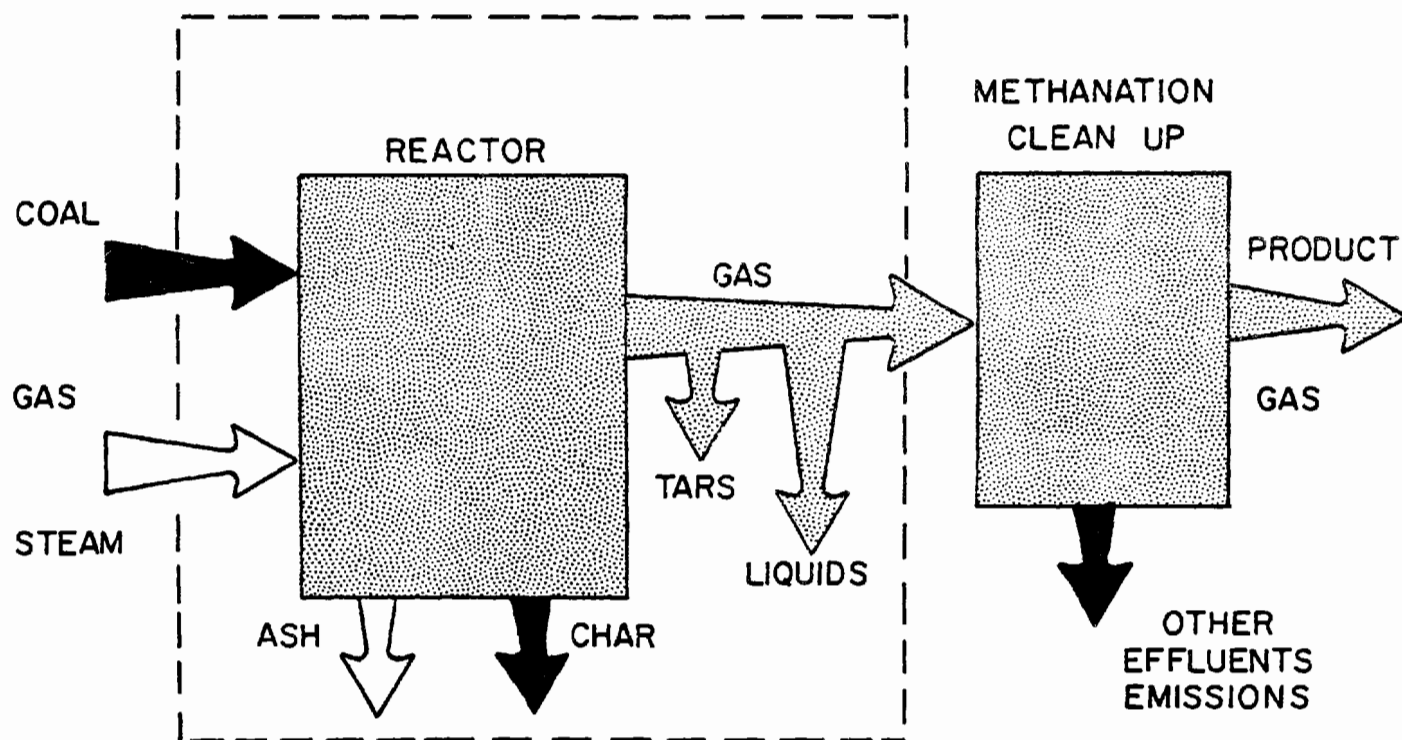 METHANATION
CLEAN UP
REACTOR
COAL
GAS
PRODUCT
GAS
GAS
STEAM
TARS
LIQUIDS
ASH
CHAR
OTHER
EFFLUENTS
EMISSIONS